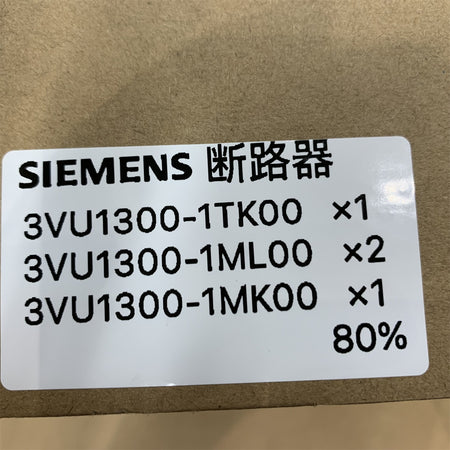 SIEMENS 断路器
3VU1300-1TK00 ×1
3VU1300-1ML00 ×2
3VU1300-1MK00 ×1
80%